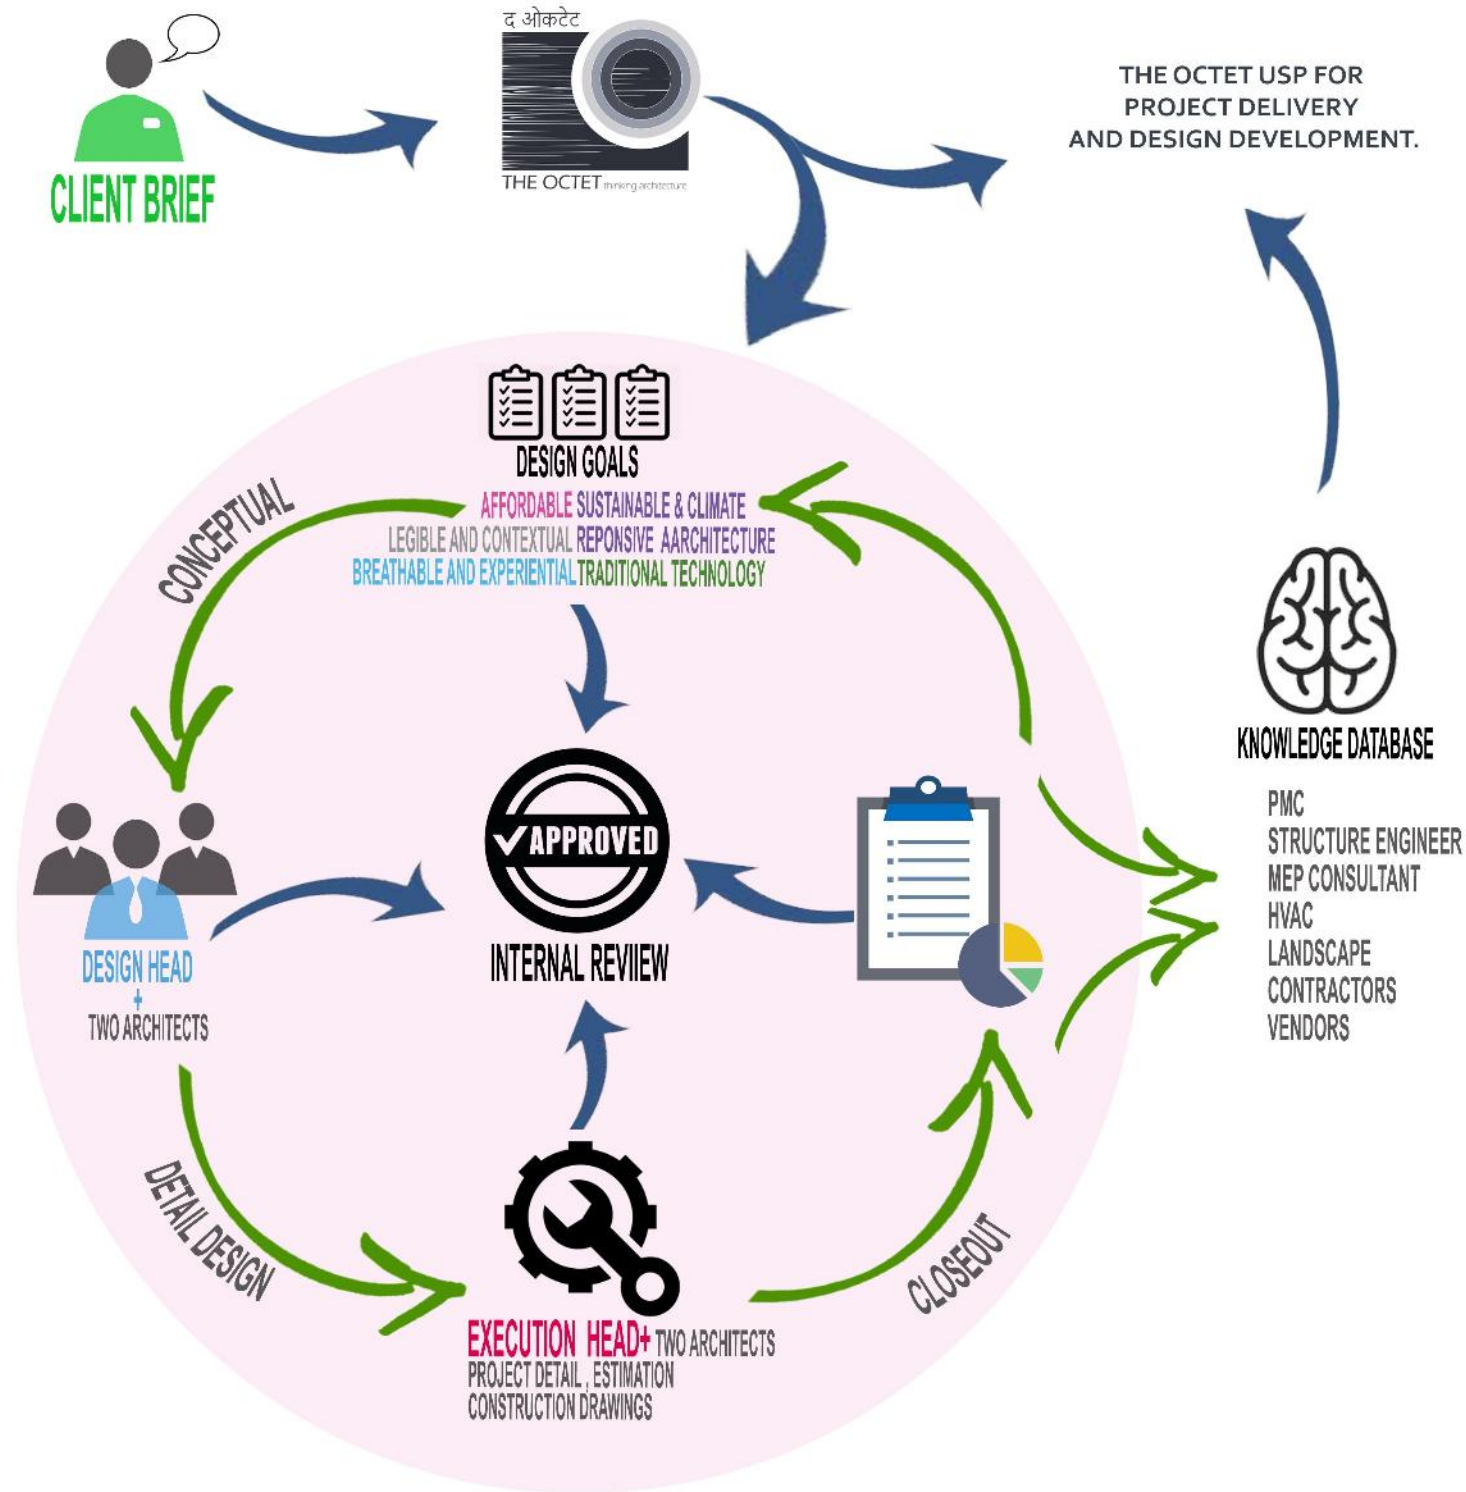 द ओकटेट
THE OCTET thinking architecture
CLIENT BRIEF
THE OCTET USP FOR
PROJECT DELIVERY
AND DESIGN DEVELOPMENT.
DESIGN GOALS
AFFORDABLE SUSTAINABLE & CLIMATE
LEGIBLE AND CONTEXTUAL REPONSIVE AARCHITECTURE
BREATHABLE AND EXPERIENTIAL TRADITIONAL TECHNOLOGY
CONCEPTUAL
APPROVED
INTERNAL REVIIEW
DESIGN HEAD
+
TWO ARCHITECTS
DETAIL DESIGN
EXECUTION HEAD+ TWO ARCHITECTS
PROJECT DETAIL , ESTIMATION
CONSTRUCTION DRAWINGS
CLOSEOUT
KNOWLEDGE DATABASE
PMC
STRUCTURE ENGINEER
MEP CONSULTANT
HVAC
LANDSCAPE
CONTRACTORS
VENDORS